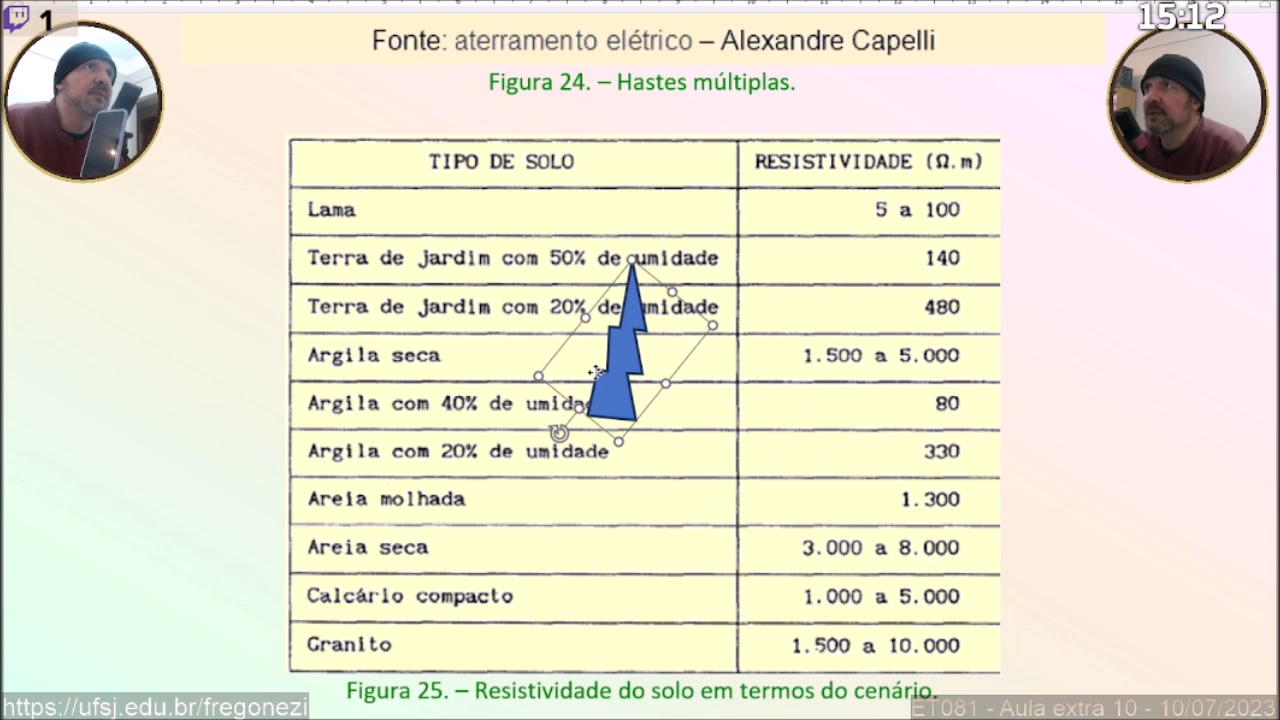 1
15:12
Fonte: aterramento elétrico – Alexandre Capelli
Figura 24. – Hastes múltiplas.
TIPO DE SOLO RESISTIVIDADE (Ω.m)
Lama 5 a 100
Terra de jardim com 50% de umidade 140
Terra de jardim com 20% de umidade 480
Argila seca 1.500 a 5.000
Argila com 40% de umidade 80
Argila com 20% de umidade 330
Areia molhada 1.300
Areia seca 3.000 a 8.000
Calcário compacto 1.000 a 5.000
Granito 1.500 a 10.000
Figura 25. – Resistividade do solo em termos do cenário.
https://ufsj.edu.br/fregonezi
ET081 - Aula extra 10 - 10/07/2023